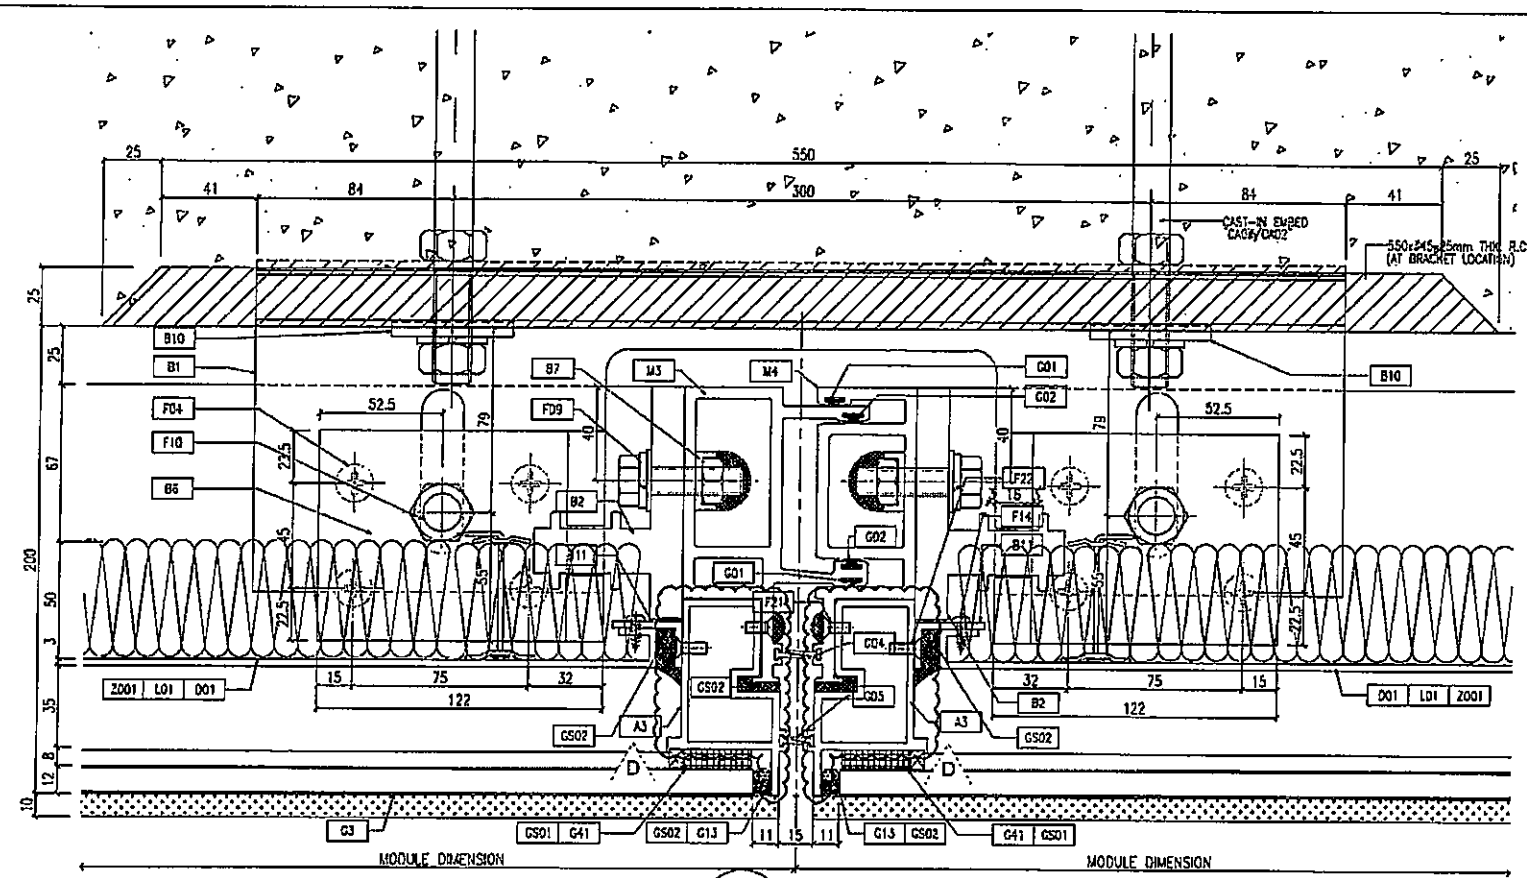 25 550 25
41 84 300 84 41
CAST-IN EMBED
550x345x25mm THK. R.C
(AT BRACKET LOCATION)
25
B10
25
B1
B7
M3
M4
G01
G02
B10
52.5
F04
79
F09
40
40
79
52.5
22.5
F10
67
B6
B2
F22
16
22.5
F14
45
G02
B11
45
200
11
G01
55
55
50
22.5
F21
22.5
3
G04
Z001 L01 D01
15 75 32
GS02
G05
32 75 15
122
B2
122
D01 L01 Z001
35
A3
A3
GS02
GS02
8
D
D
12
10
G3
GS01 G41
GS02 G13
11 15 11
G13 GS02
G41 GS01
MODULE DIMENSION
MODULE DIMENSION